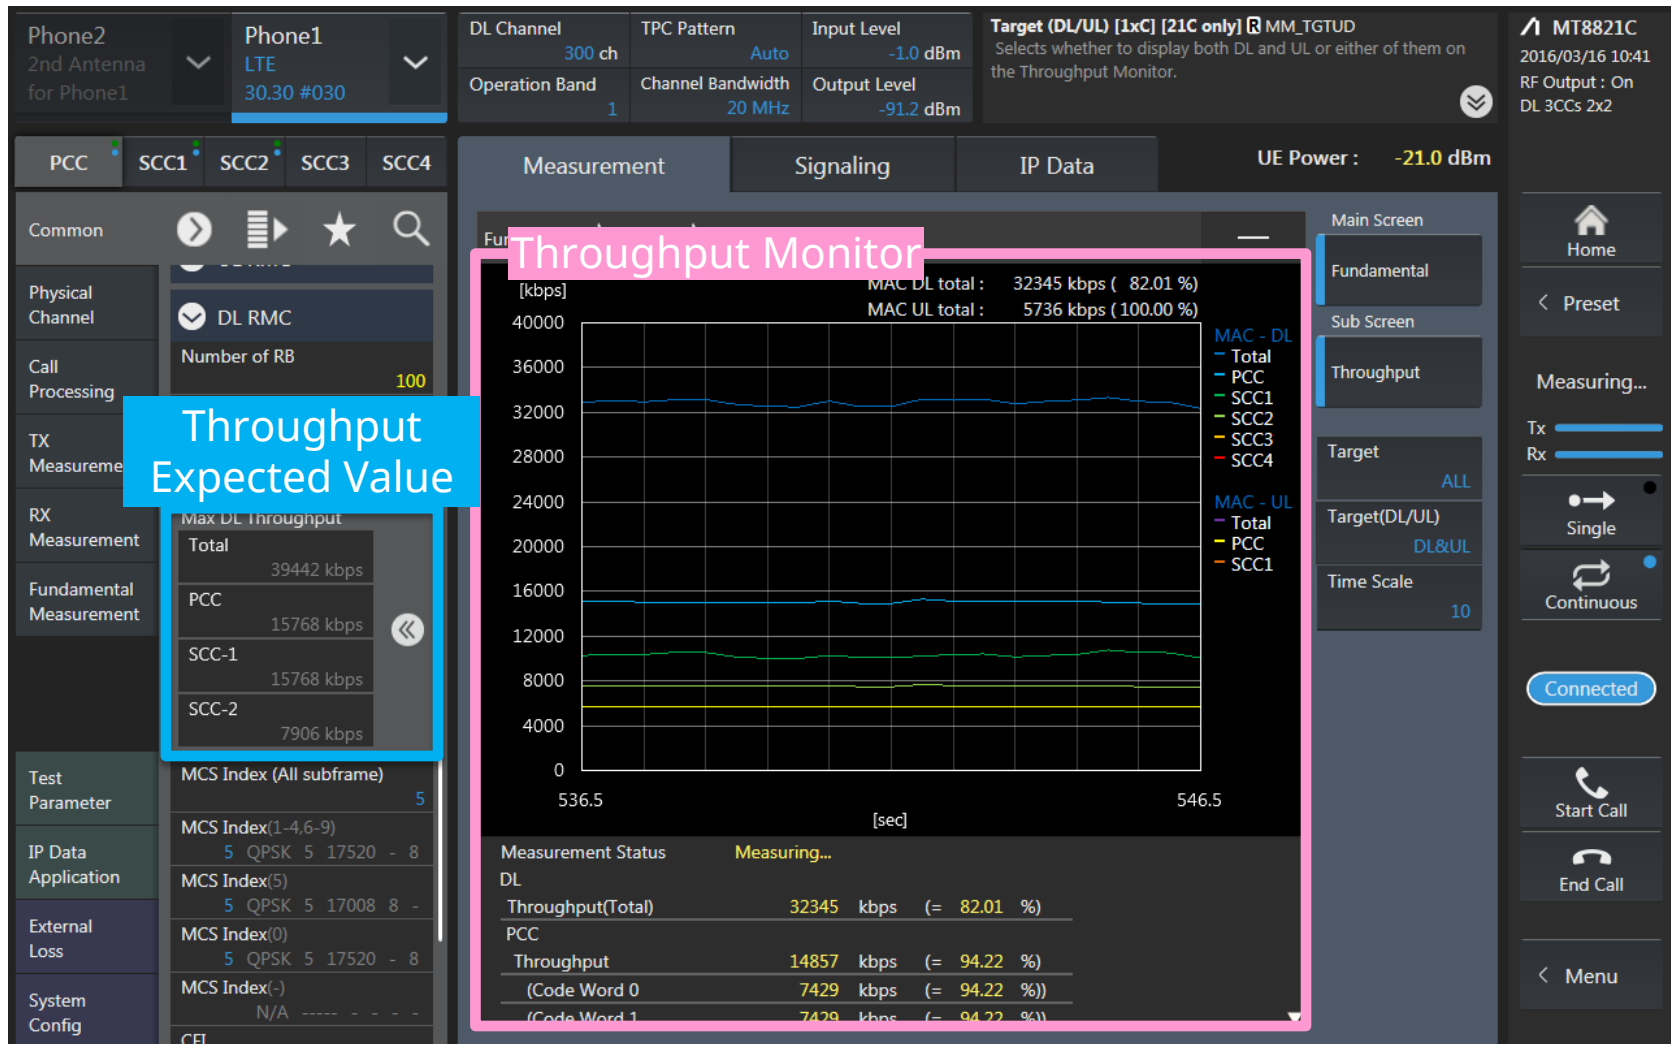 Phone2
2nd Antenna
for Phone1
Phone1
LTE
30.30 #030
DL Channel
300 ch
TPC Pattern
Auto
Input Level
-1.0 dBm
Operation Band
1
Channel Bandwidth
20 MHz
Output Level
-91.2 dBm
Target (DL/UL) [1xC] [21C only] R MM_TGTUD
Selects whether to display both DL and UL or either of them on
the Throughput Monitor.
MT8821C
2016/03/16 10:41
RF Output : On
DL 3CCs 2x2
PCC SCC1 SCC2 SCC3 SCC4
Measurement
Signaling
IP Data
UE Power : -21.0 dBm
Common
Physical
Channel
Call
Processing
TX
Measureme
RX
Measurement
Fundamental
Measurement
Test
Parameter
IP Data
Application
External
Loss
System
Config
DL RMC
Number of RB
100
Throughput
Expected Value
Max DL Throughput
Total
39442 kbps
PCC
15768 kbps
SCC-1
15768 kbps
SCC-2
7906 kbps
MCS Index (All subframe)
5
MCS Index(1-4,6-9)
5 QPSK 5 17520 - 8
MCS Index(5)
5 QPSK 5 17008 8 -
MCS Index(0)
5 QPSK 5 17520 - 8
MCS Index(-)
N/A ----- - - - -
CFI
Fu
Throughput Monitor
[kbps]
MAC DL total : 32345 kbps ( 82.01 %)
MAC UL total : 5736 kbps ( 100.00 %)
40000
36000
32000
28000
24000
20000
16000
12000
8000
4000
0
536.5
546.5
[sec]
MAC - DL
Total
PCC
SCC1
SCC2
SCC3
SCC4
MAC - UL
Total
PCC
SCC1
Measurement Status Measuring...
DL
Throughput(Total) 32345 kbps (= 82.01 %)
PCC
Throughput 14857 kbps (= 94.22 %)
(Code Word 0 7429 kbps (= 94.22 %))
(Code Word 1 7429 kbps (= 94.22 %))
Main Screen
Fundamental
Sub Screen
Throughput
Target
ALL
Target(DL/UL)
DL&UL
Time Scale
10
Home
< Preset
Measuring...
Tx
Rx
Single
Continuous
Connected
Start Call
End Call
< Menu